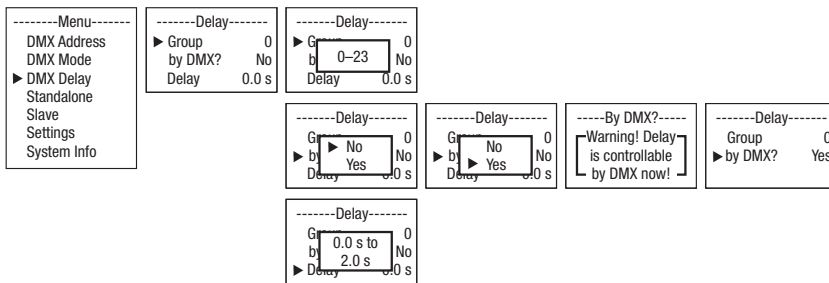 --------Menu--------
DMX Address
DMX Mode
▶ DMX Delay
Standalone
Slave
Settings
System Info
-------Delay-------
▶ Group 0
by DMX? No
Delay 0.0 s
-------Delay-------
0
0–23
No
Delay 0.0 s
-------Delay-------
0
▶ No
No
Yes
-------Delay-------
0
No
No
▶ Yes
-----By DMX?-----
Warning! Delay
is controllable
by DMX now!
-------Delay-------
Group 0
▶ by DMX? Yes
-------Delay-------
0
0.0 s to
No
2.0 s